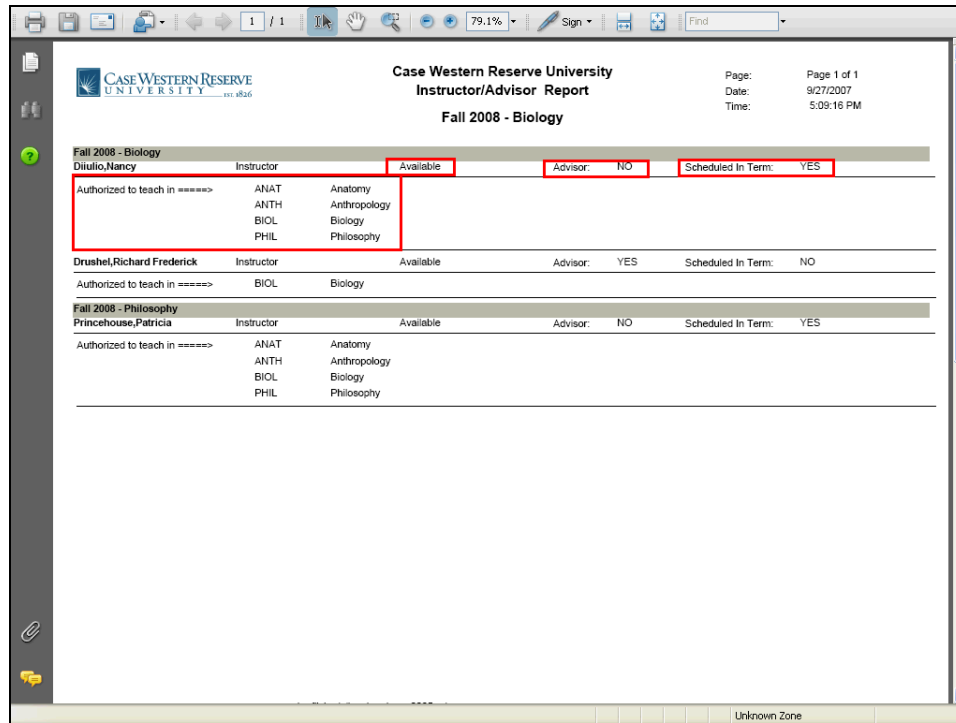 1 / 1 79.1% Sign Find
CASE WESTERN RESERVE
UNIVERSITY EST. 1826
Case Western Reserve University
Instructor/Advisor Report
Fall 2008 - Biology
Page: Page 1 of 1
Date: 9/27/2007
Time: 5:09:16 PM
Fall 2008 - Biology
Diiulio,Nancy Instructor Available Advisor: NO Scheduled In Term: YES
Authorized to teach in =====> ANAT Anatomy
ANTH Anthropology
BIOL Biology
PHIL Philosophy
Drushel,Richard Frederick Instructor Available Advisor: YES Scheduled In Term: NO
Authorized to teach in =====> BIOL Biology
Fall 2008 - Philosophy
Princehouse,Patricia Instructor Available Advisor: NO Scheduled In Term: YES
Authorized to teach in =====> ANAT Anatomy
ANTH Anthropology
BIOL Biology
PHIL Philosophy
Unknown Zone